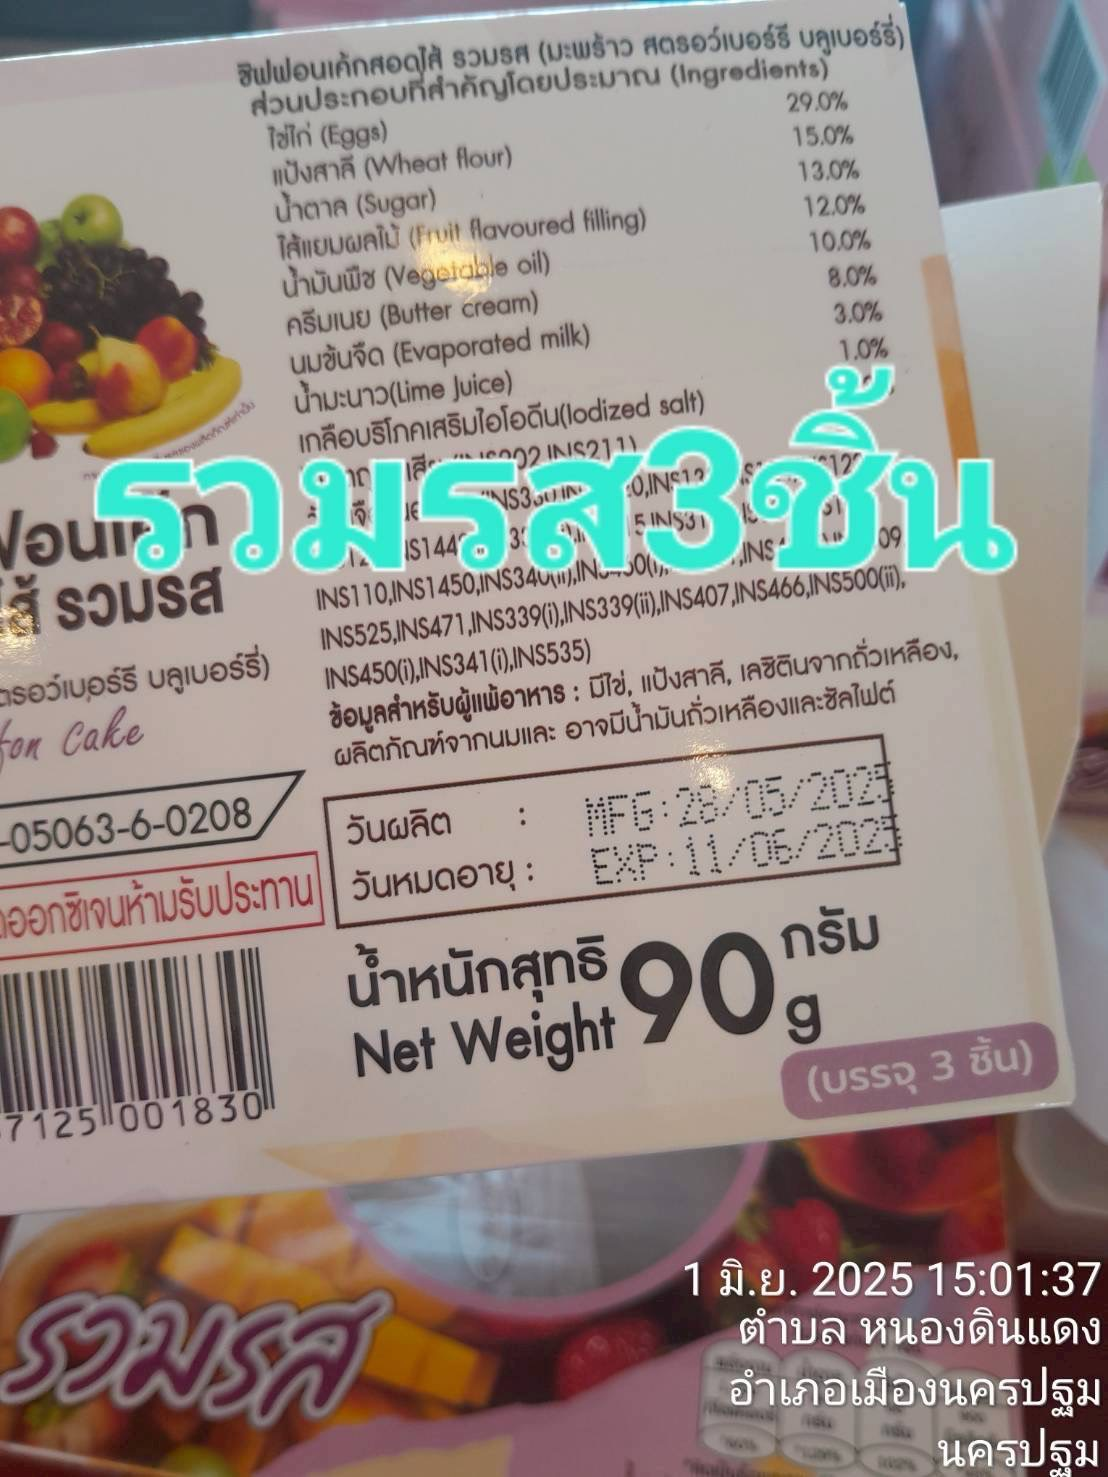 ชิฟฟอนเค้กสอดไส้ รวมรส (มะพร้าว สตรอว์เบอร์รี บลูเบอร์รี่)
ส่วนประกอบที่สำคัญโดยประมาณ (Ingredients)
ไข่ไก่ (Eggs) 29.0%
แป้งสาลี (Wheat flour) 15.0%
น้ำตาล (Sugar) 13.0%
ไส้แยมผลไม้ (Fruit flavoured filling) 12.0%
น้ำมันพืช (Vegetable oil) 10.0%
ครีมเนย (Butter cream) 8.0%
นมข้นจืด (Evaporated milk) 3.0%
น้ำมะนาว(Lime Juice) 1.0%
เกลือบริโภคเสริมไอโอดีน(Iodized salt)
INS211)
รวมรส3ชิ้น
INS110,INS1450,INS340(ii),
INS525,INS471,INS339(i),INS339(ii),INS407,INS466,INS500(ii),
INS450(i),INS341(i),INS535)
ข้อมูลสำหรับผู้แพ้อาหาร : มีไข่, แป้งสาลี, เลซิตินจากถั่วเหลือง,
ผลิตภัณฑ์จากนมและ อาจมีน้ำมันถั่วเหลืองและซัลไฟต์
วันผลิต : MFG:28/05/2025
วันหมดอายุ : EXP:11/06/2025
น้ำหนักสุทธิ 90 กรัม
Net Weight g
(บรรจุ 3 ชิ้น)
ไส้ รวมรส
ตรอว์เบอร์รี บลูเบอร์รี่)
fon Cake
-05063-6-0208
ดออกซิเจนห้ามรับประทาน
7125 001830
รวมรส
1 มิ.ย. 2025 15:01:37
ตำบล หนองดินแดง
อำเภอเมืองนครปฐม
นครปฐม